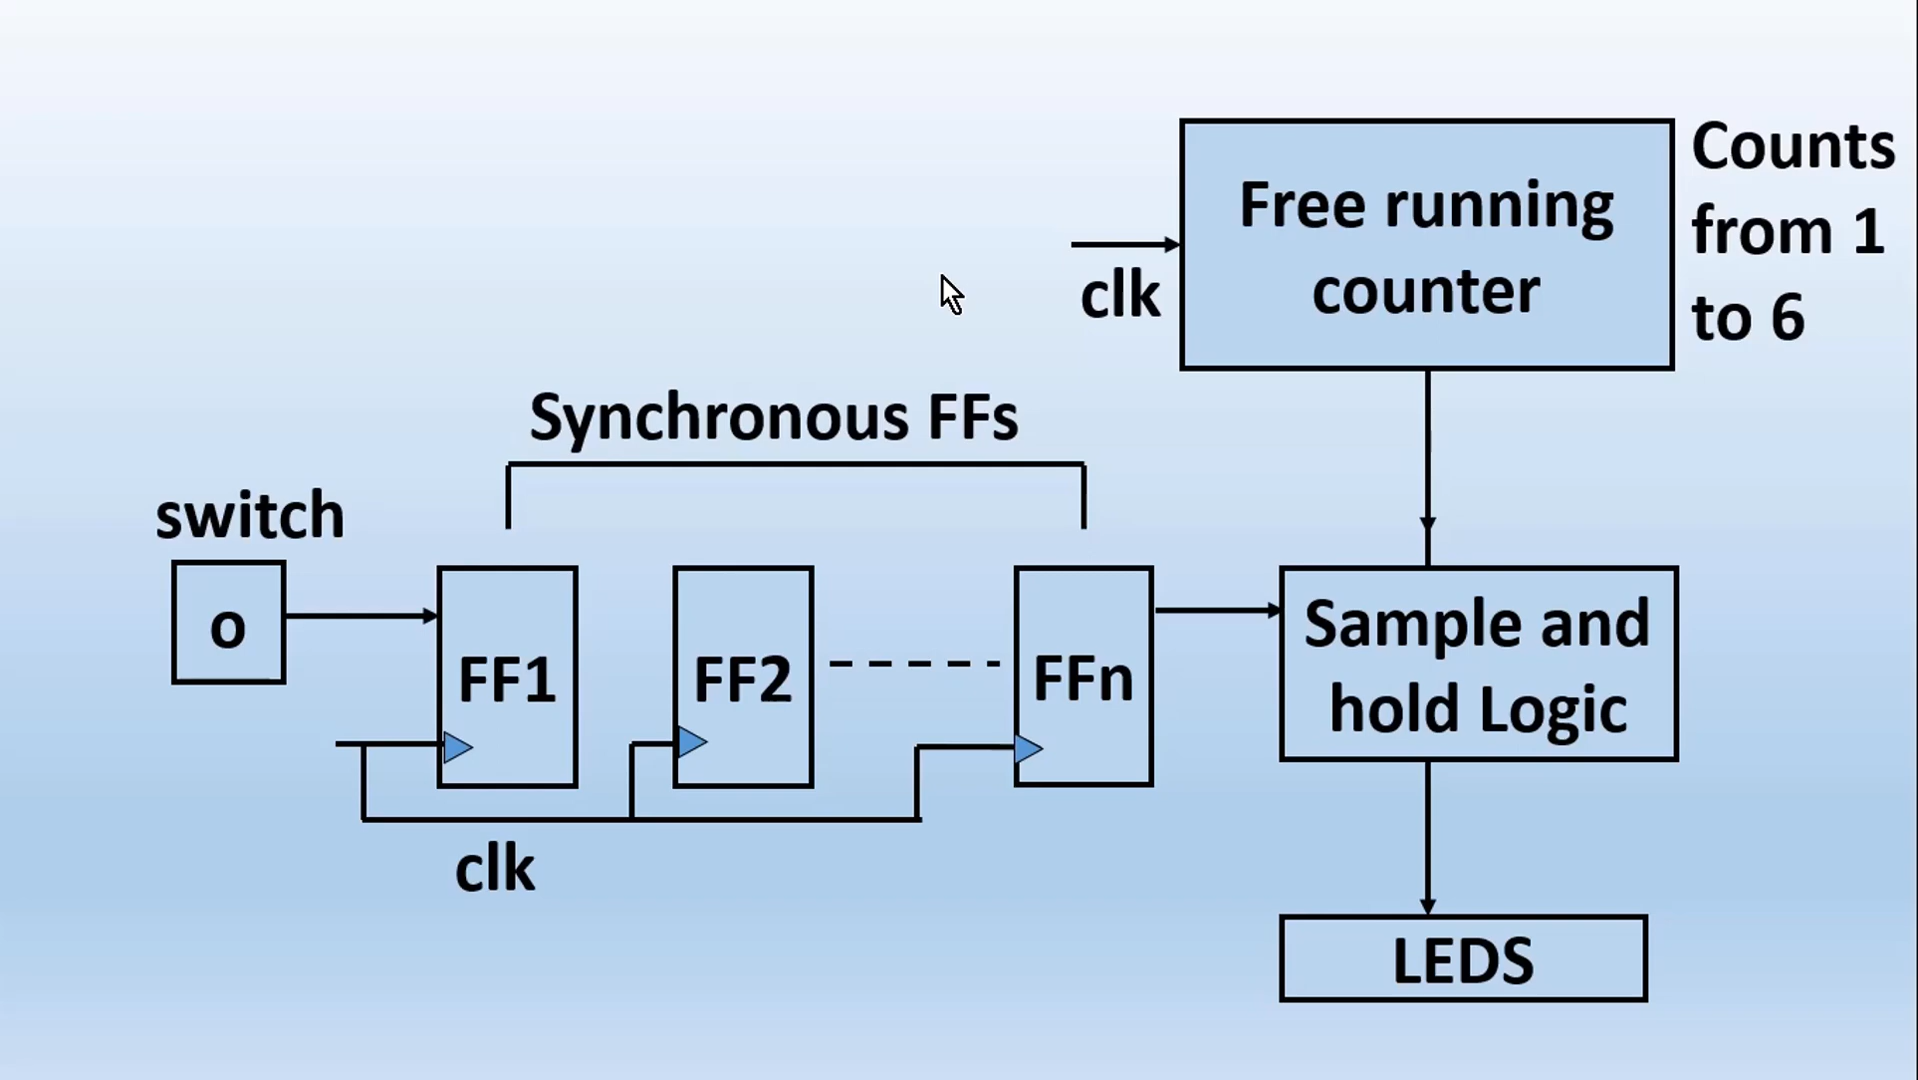 Free running
counter
Counts
from 1
to 6
clk
Synchronous FFs
switch
o
FF1
FF2
FFn
clk
Sample and
hold Logic
LEDS